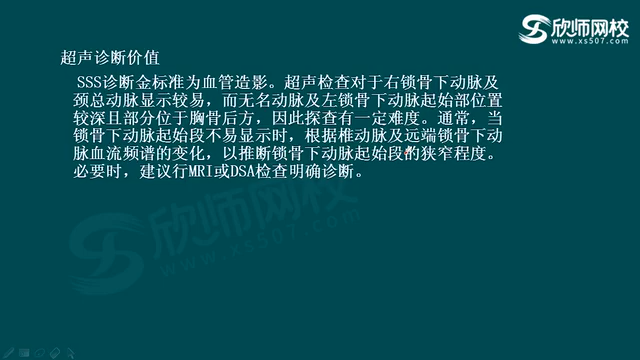 欣师网校
www.xs507.com
超声诊断价值
SSS诊断金标准为血管造影。超声检查对于右锁骨下动脉及
颈总动脉显示较易，而无名动脉及左锁骨下动脉起始部位置
较深且部分位于胸骨后方，因此探查有一定难度。通常，当
锁骨下动脉起始段不易显示时，根据椎动脉及远端锁骨下动
脉血流频谱的变化，以推断锁骨下动脉起始段的狭窄程度。
必要时，建议行MRI或DSA检查明确诊断。
欣师网校
www.xs507.com